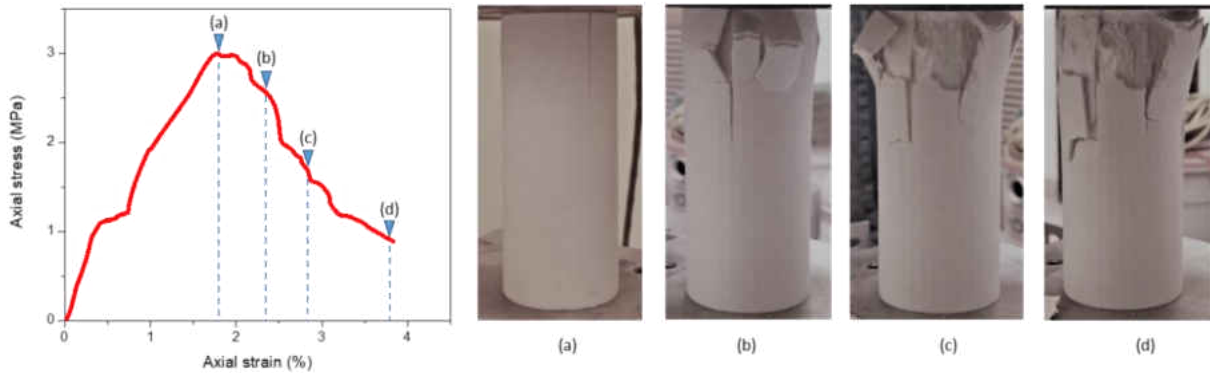 (a)
(b)
(c)
(d)
3
2
1
0
0
1
2
3
4
Axial stress (MPa)
Axial strain (%)
(a)
(b)
(c)
(d)